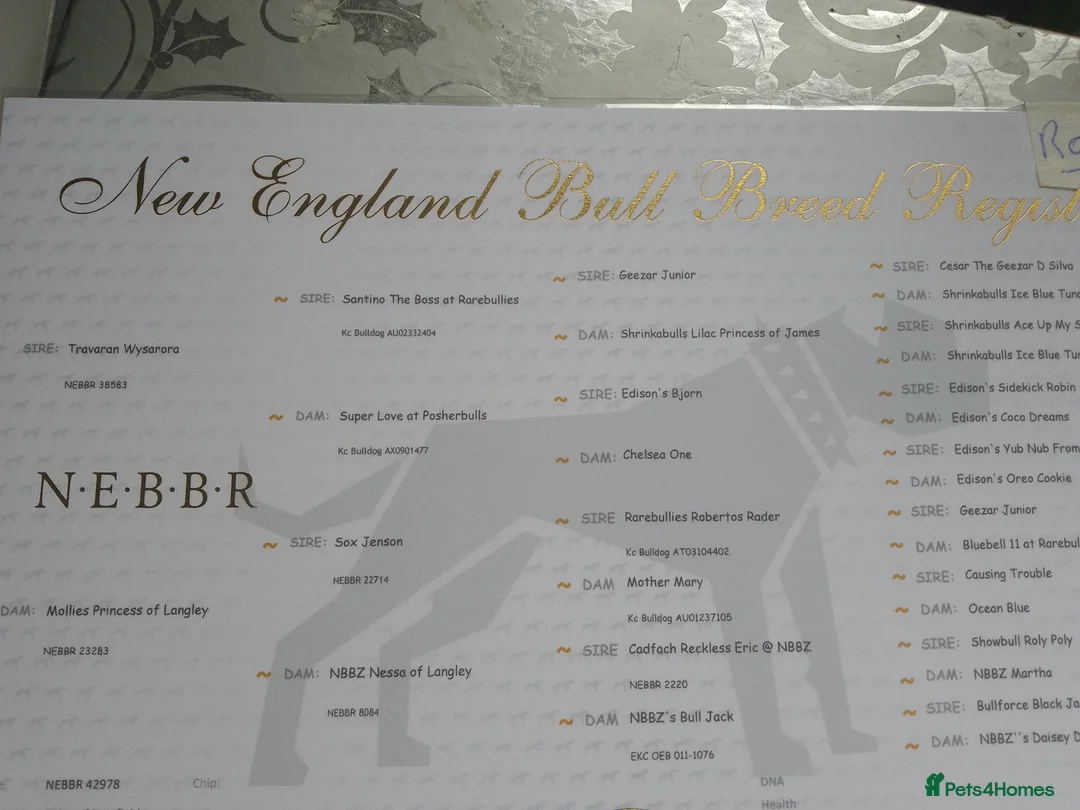 New England Bull Breed
SIRE: Travaran Wysarora
NEBBR 38583
N·E·B·B·R
DAM: Mollies Princess of Langley
NEBBR 23283
~ SIRE: Santino The Boss at Rarebullies
Kc Bulldog AU02332404
~ DAM: Super Love at Posherbulls
Kc Bulldog AX0901477
~ SIRE: Sox Jenson
NEBBR 22714
~ DAM: NBBZ Nessa of Langley
NEBBR 8084
~ SIRE: Geezar Junior
~ DAM: Shrinkabulls Lilac Princess of James
~ SIRE: Edison's Bjorn
~ DAM: Chelsea One
~ SIRE Rarebullies Robertos Rader
Kc Bulldog AT03104402
~ DAM Mother Mary
Kc Bulldog AU01237105
~ SIRE Cadfach Reckless Eric @ NBBZ
NEBBR 2220
~ DAM NBBZ's Bull Jack
EKC OEB 011-1076
~ SIRE: Cesar The Geezar D Silva
~ DAM: Shrinkabulls Ice Blue
~ SIRE: Shrinkabulls Ace Up My
~ DAM: Shrinkabulls Ice Blue
~ SIRE: Edison's Sidekick Robin
~ DAM: Edison's Coco Dreams
~ SIRE: Edison's Yub Nub From
~ DAM: Edison's Oreo Cookie
~ SIRE: Geezar Junior
~ DAM: Bluebell 11 at
~ SIRE: Causing Trouble
~ DAM: Ocean Blue
~ SIRE: Showbull Roly Poly
~ DAM: NBBZ Martha
~ SIRE: Bullforce Black
~ DAM: NBBZ''s Daisey
NEBBR 42978
Chip:
DNA
Health
Pets4Homes